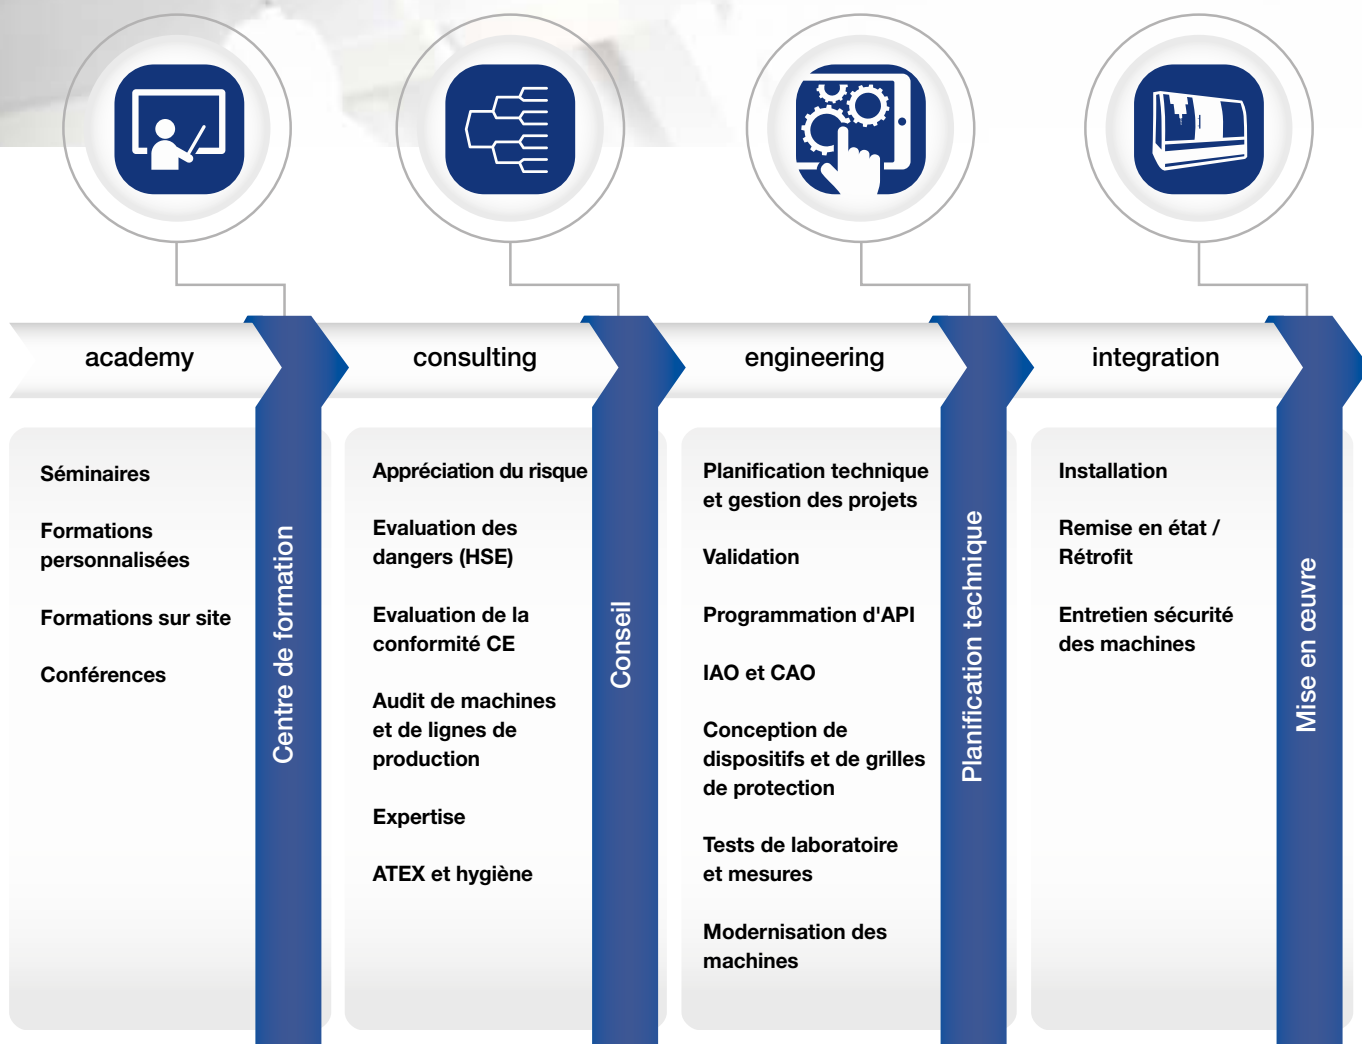 academy
consulting
engineering
integration
Séminaires
Formations
personnalisées
Formations sur site
Conférences
Centre de formation
Appréciation du risque
Evaluation des
dangers (HSE)
Evaluation de la
conformité CE
Audit de machines
et de lignes de
production
Expertise
ATEX et hygiène
Conseil
Planification technique
et gestion des projets
Validation
Programmation d'API
IAO et CAO
Conception de
dispositifs et de grilles
de protection
Tests de laboratoire
et mesures
Modernisation des
machines
Planification technique
Installation
Remise en état /
Rétrofit
Entretien sécurité
des machines
Mise en œuvre